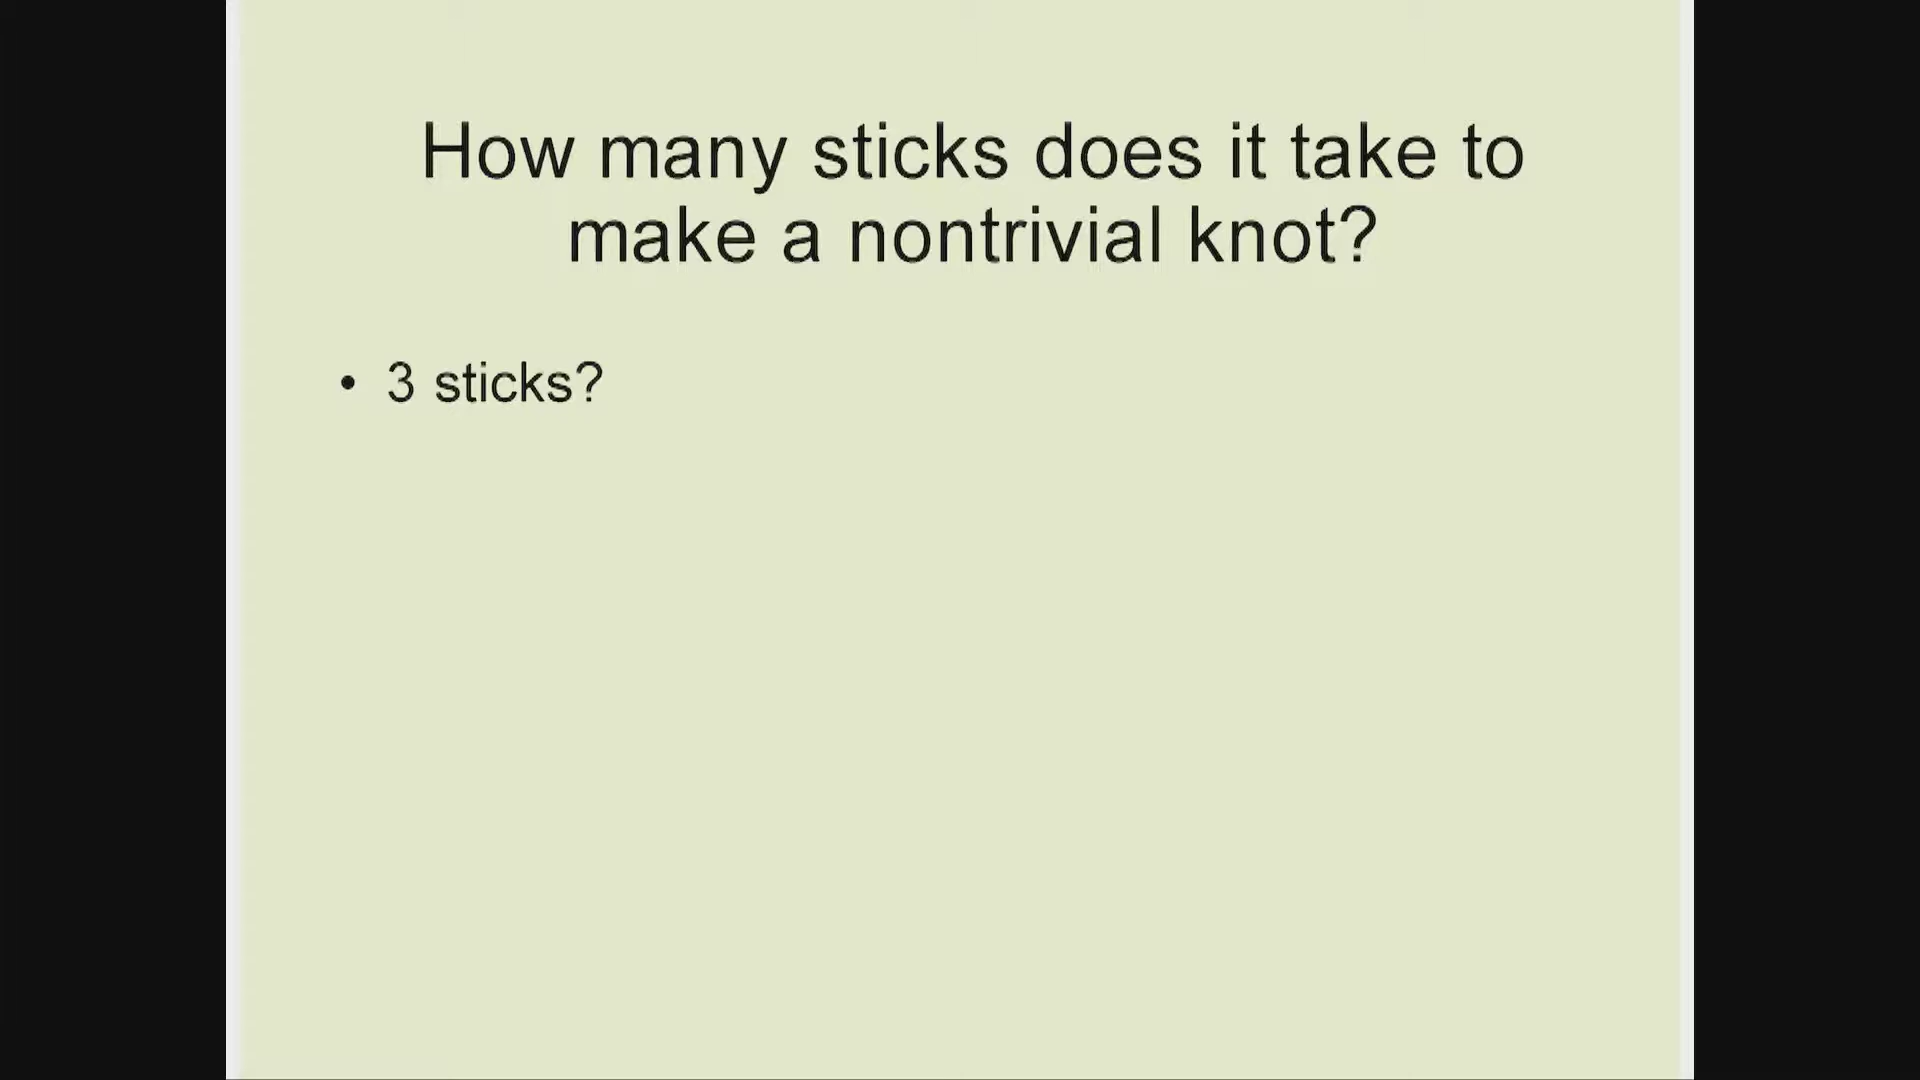 How many sticks does it take to
make a nontrivial knot?
• 3 sticks?